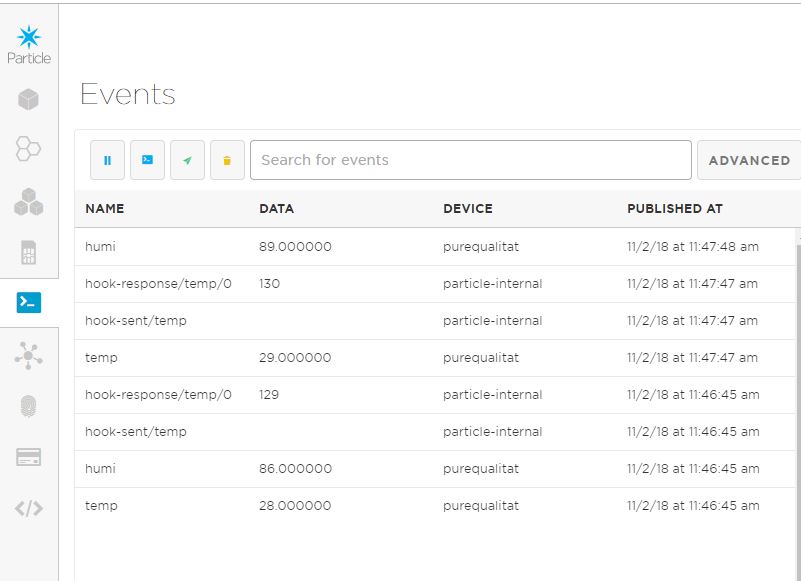 Particle
Events
Search for events
ADVANCED
NAME DATA DEVICE PUBLISHED AT
humi 89.000000 purequalitat 11/2/18 at 11:47:48 am
hook-response/temp/0 130 particle-internal 11/2/18 at 11:47:47 am
hook-sent/temp particle-internal 11/2/18 at 11:47:47 am
temp 29.000000 purequalitat 11/2/18 at 11:47:47 am
hook-response/temp/0 129 particle-internal 11/2/18 at 11:46:45 am
hook-sent/temp particle-internal 11/2/18 at 11:46:45 am
humi 86.000000 purequalitat 11/2/18 at 11:46:45 am
temp 28.000000 purequalitat 11/2/18 at 11:46:45 am